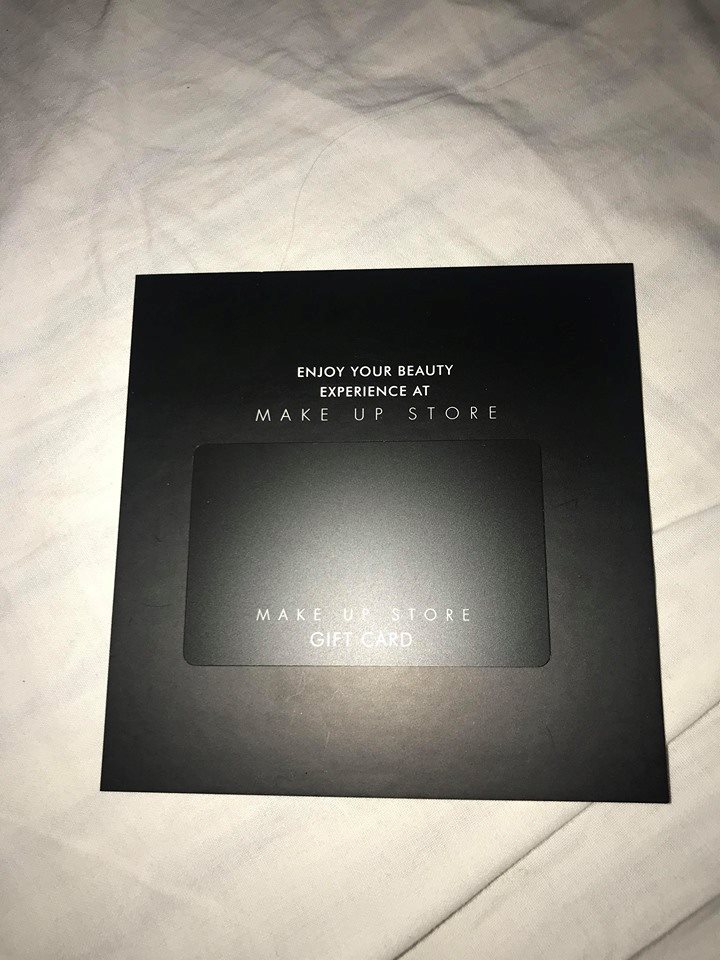 ENJOY YOUR BEAUTY
EXPERIENCE AT
MAKE UP STORE
MAKE UP STORE
GIFT CARD